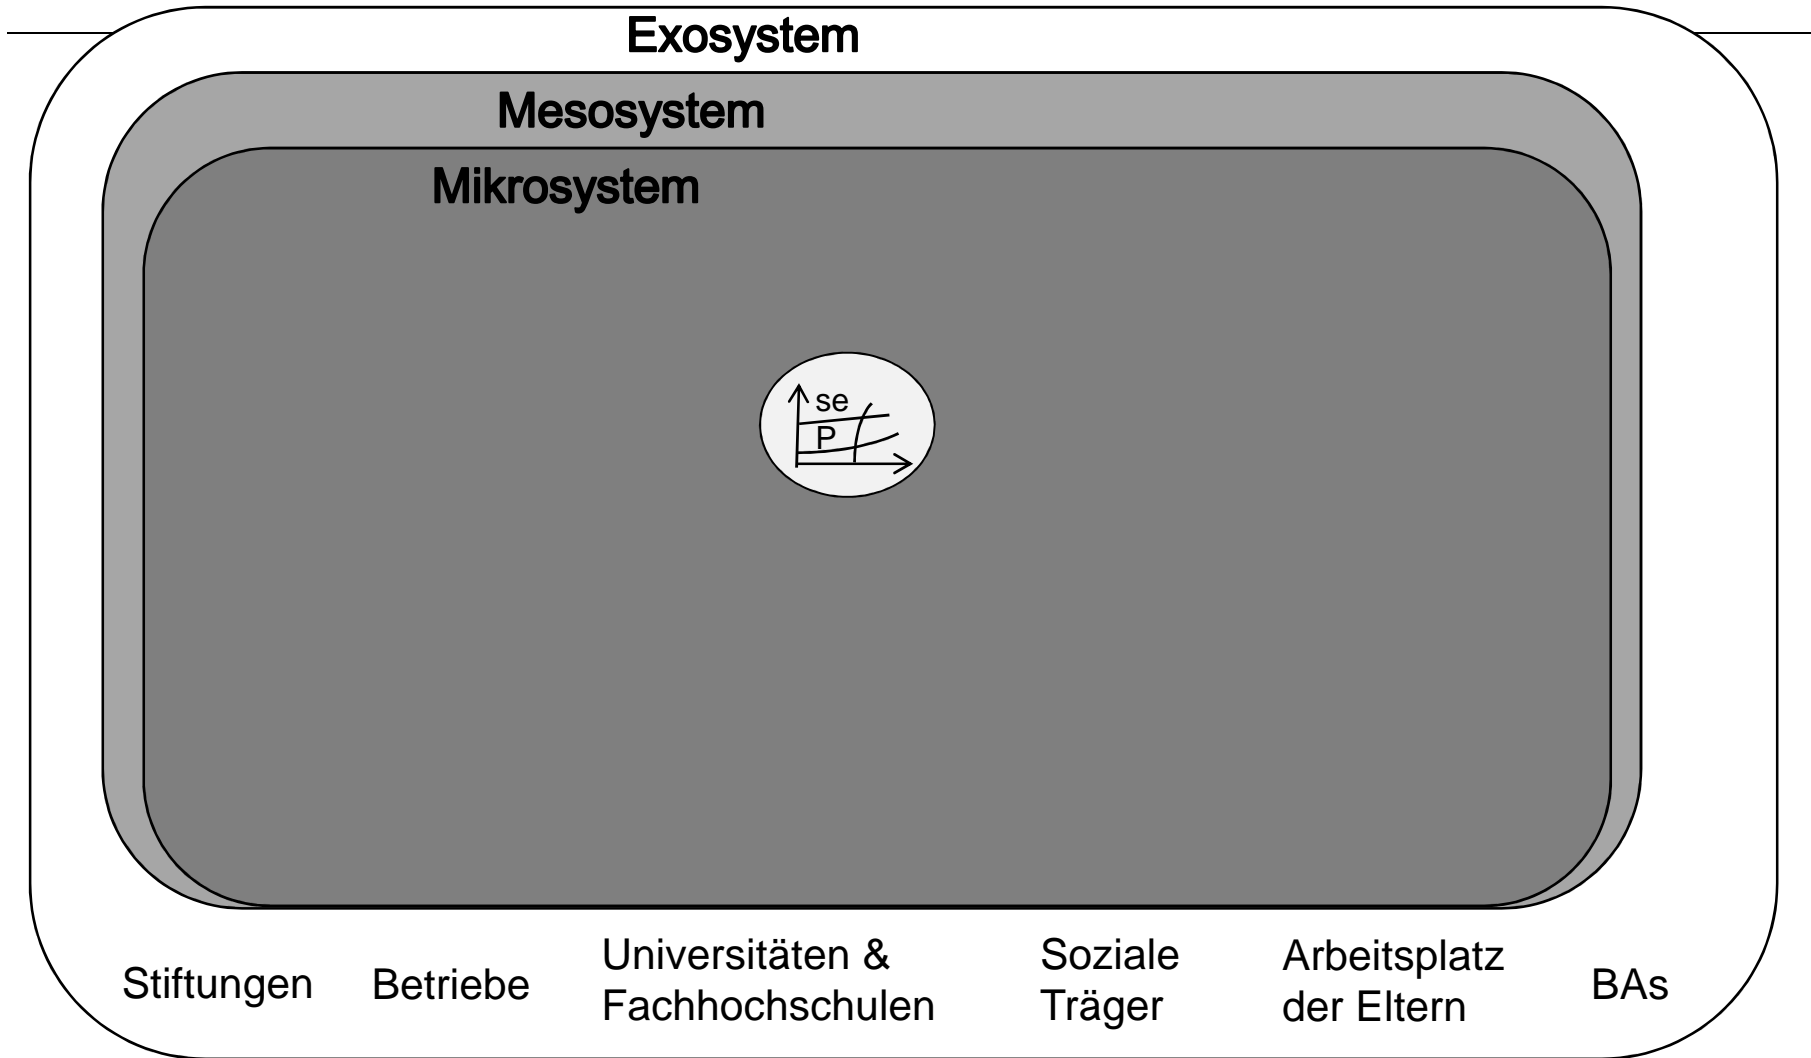 Exosystem
Mesosystem
Mikrosystem
se
P
Stiftungen
Betriebe
Universitäten &
Fachhochschulen
Soziale
Träger
Arbeitsplatz
der Eltern
BAs